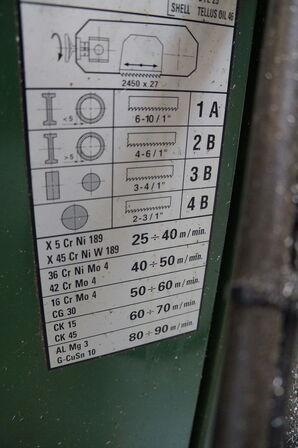 SHELL TELLUS OIL 46
2450 x 27
<5 6-10 / 1" 1 A
>5 4-6 / 1" 2 B
3-4 / 1" 3 B
2-3 / 1" 4 B
X 5 Cr Ni 189
X 45 Cr Ni W 189 25 ÷ 40 m / min.
36 Cr Ni Mo 4
42 Cr Mo 4 40 ÷ 50 m / min.
16 Cr Mo 4
CG 30 50 ÷ 60 m / min.
CK 15
CK 45 60 ÷ 70 m / min.
AL Mg 3
G-CuSn 10 80 ÷ 90 m / min.